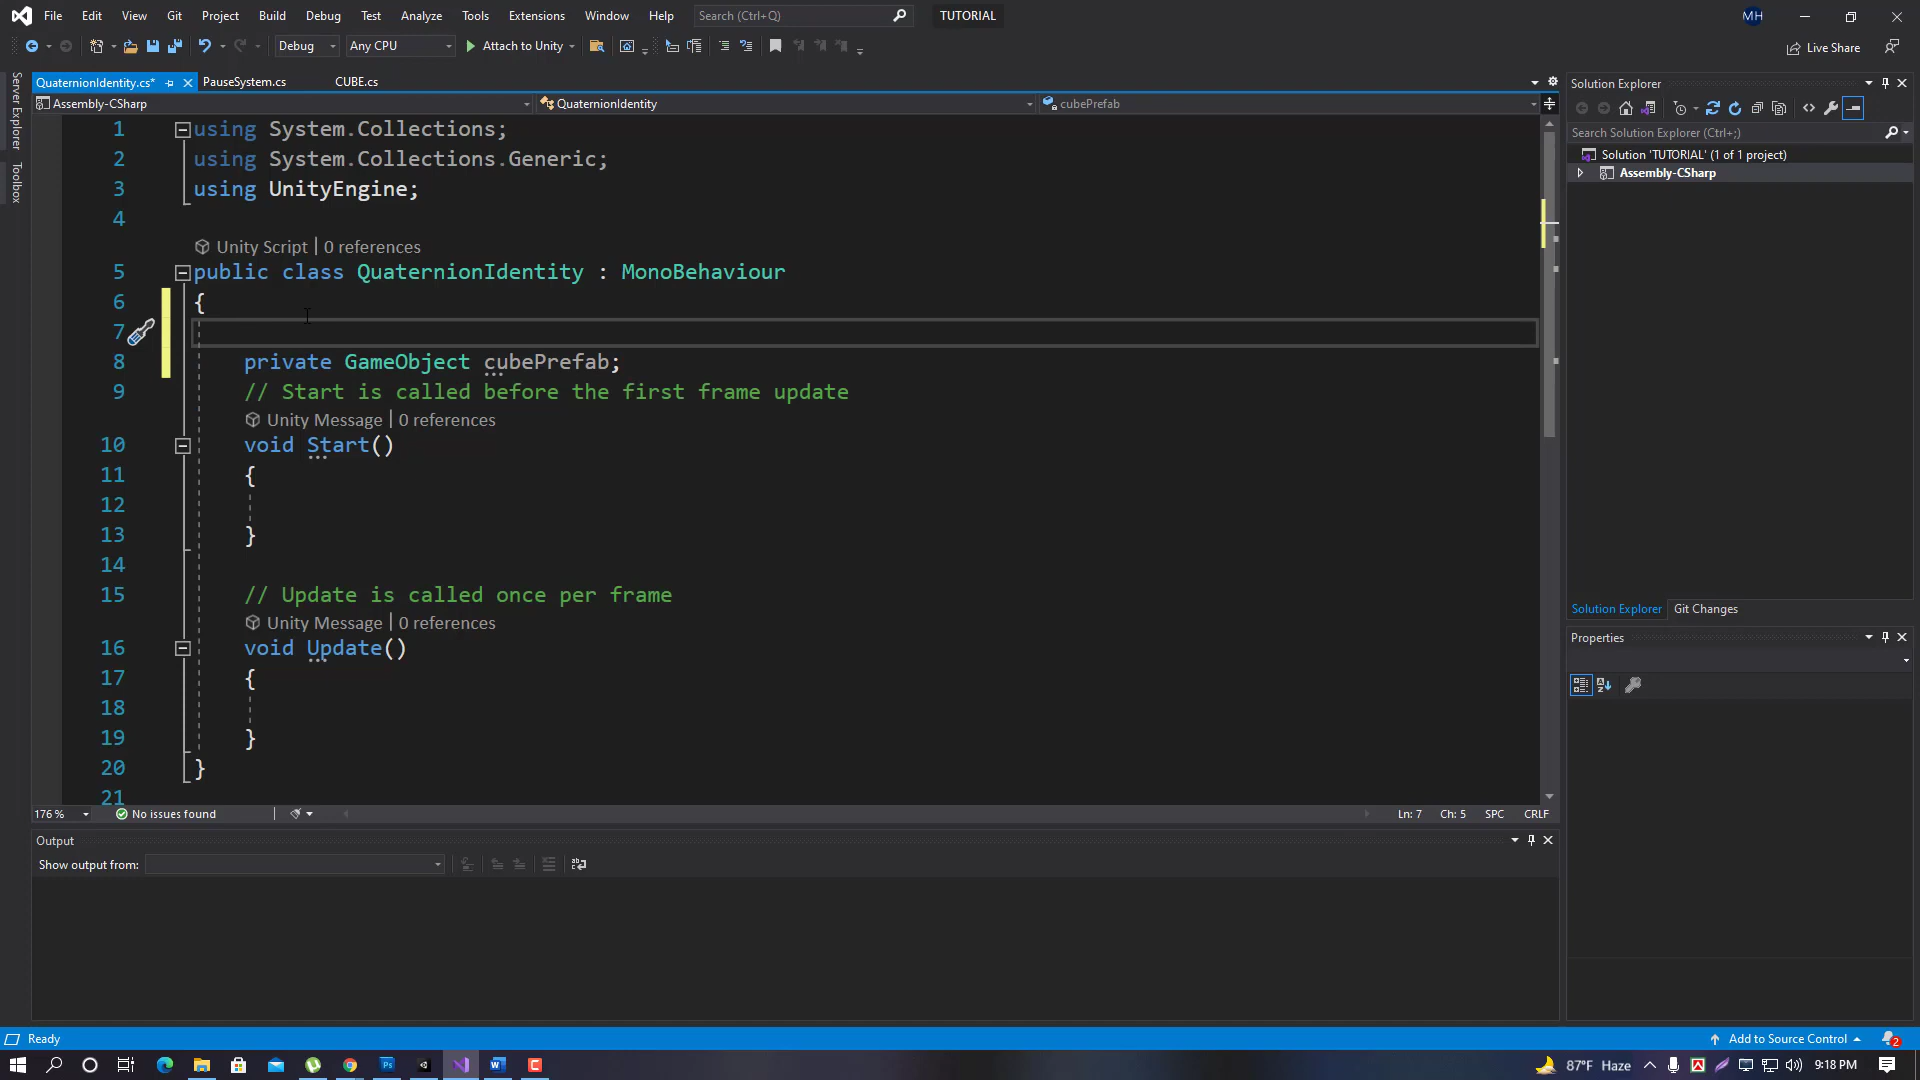 File Edit View Git Project Build Debug Test Analyze Tools Extensions Window Help Search (Ctrl+Q) TUTORIAL MH
Debug Any CPU Attach to Unity Live Share
QuaternionIdentity.cs* PauseSystem.cs CUBE.cs
Assembly-CSharp QuaternionIdentity cubePrefab
Server Explorer
Toolbox
1 using System.Collections;
2 using System.Collections.Generic;
3 using UnityEngine;
4
Unity Script | 0 references
5 public class QuaternionIdentity : MonoBehaviour
6 {
7
8 private GameObject cubePrefab;
9 // Start is called before the first frame update
Unity Message | 0 references
10 void Start()
11 {
12
13 }
14
15 // Update is called once per frame
Unity Message | 0 references
16 void Update()
17 {
18
19 }
20 }
21
176 % No issues found Ln: 7 Ch: 5 SPC CRLF
Output
Show output from:
Solution Explorer
Search Solution Explorer (Ctrl+;)
Solution 'TUTORIAL' (1 of 1 project)
Assembly-CSharp
Solution Explorer Git Changes
Properties
Ready Add to Source Control 2
87°F Haze 9:18 PM